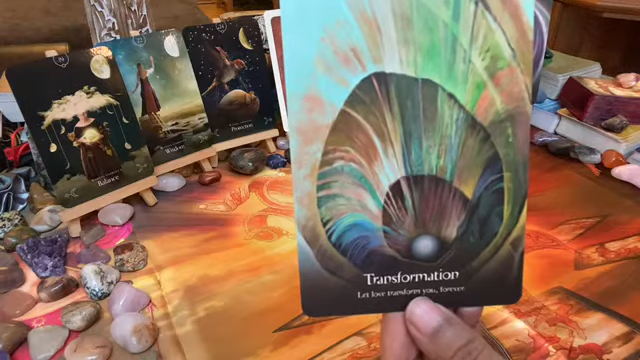 Balance
Wisdom
Protection
Transformation
Let love transform you, forever.